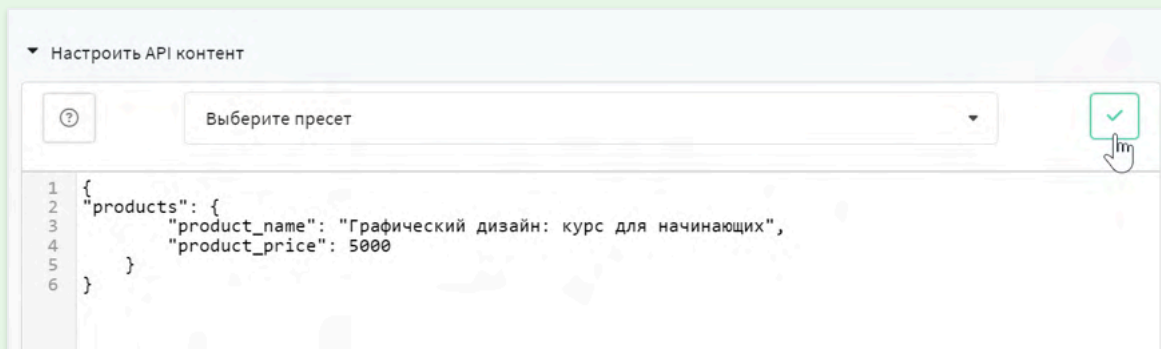 Настроить API контент
?
Выберите пресет
1 {
2 "products": {
3         "product_name": "Графический дизайн: курс для начинающих",
4         "product_price": 5000
5     }
6 }